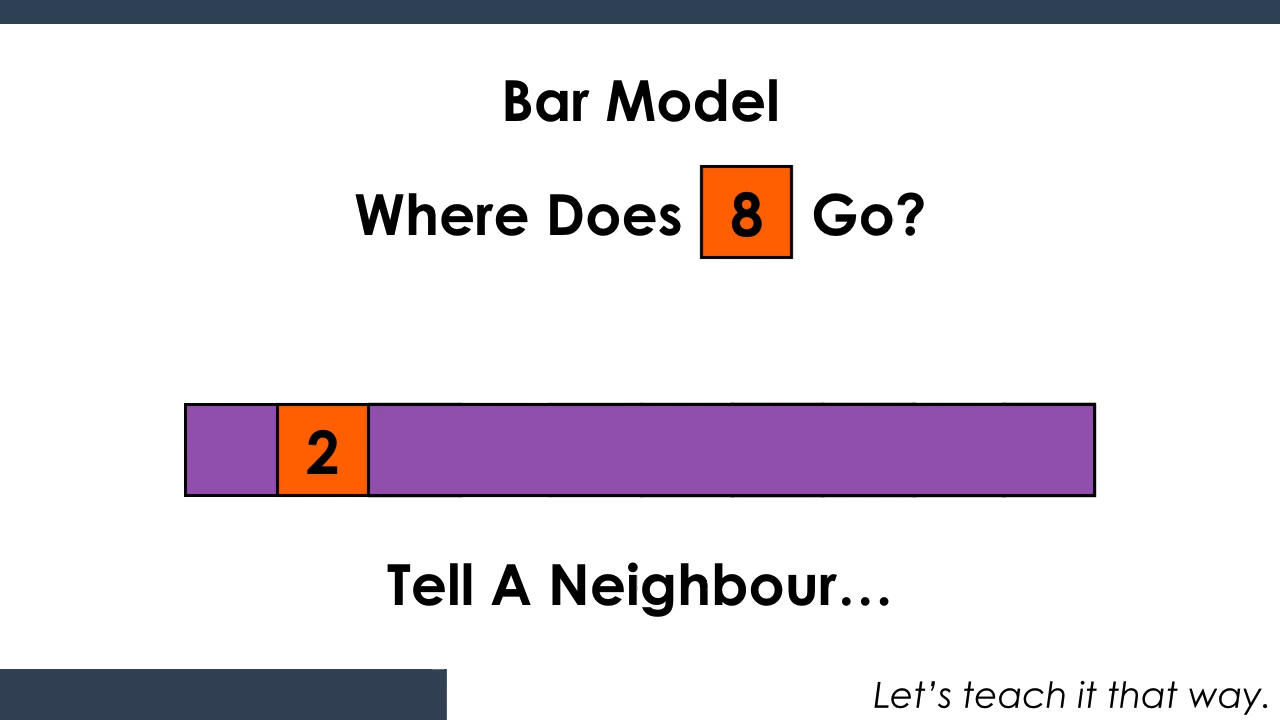 Bar Model
Where Does 8 Go?
2
Tell A Neighbour…
Let’s teach it that way.